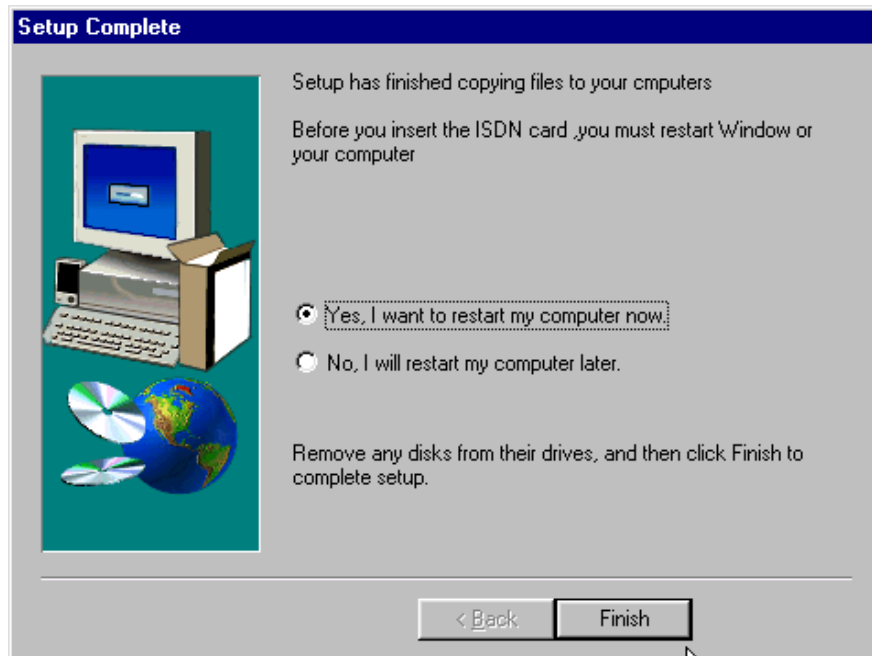 Setup Complete
Setup has finished copying files to your cmputers
Before you insert the ISDN card ,you must restart Window or
your computer
Yes, I want to restart my computer now.
No, I will restart my computer later.
Remove any disks from their drives, and then click Finish to
complete setup.
< Back
Finish